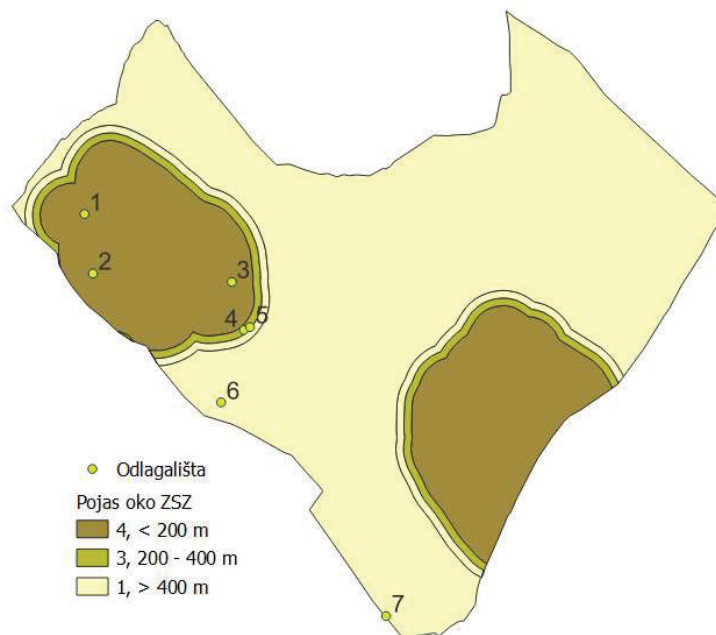 1
2
3
4 5
6
Odlagališta
Pojas oko ZSZ
4, < 200 m
3, 200 - 400 m
1, > 400 m
7